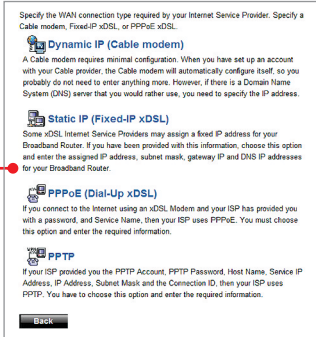 Specify the WAN connection type required by your Internet Service Provider. Specify a
Cable modem, Fixed-IP xDSL, or PPPoE xDSL.
Dynamic IP (Cable modem)
A Cable modem requires minimal configuration. When you have set up an account
with your Cable provider, the Cable modem will automatically configure itself, so you
probably do not need to enter anything more. However, if there is a Domain Name
System (DNS) server that you would rather use, you need to specify the IP address.
Static IP (Fixed-IP xDSL)
Some xDSL Internet Service Providers may assign a fixed IP address for your
Broadband Router. If you have been provided with this information, choose this option
and enter the assigned IP address, subnet mask, gateway IP and DNS IP addresses
for your Broadband Router.
PPPoE (Dial-Up xDSL)
If you connect to the Internet using an xDSL Modem and your ISP has provided you
with a password, and Service Name, then your ISP uses PPPoE. You must choose
this option and enter the required information.
PPTP
If your ISP provided you the PPTP Account, PPTP Password, Host Name, Service IP
Address, IP Address, Subnet Mask and the Connection ID, then your ISP uses
PPTP. You have to choose this option and enter the required information.
Back